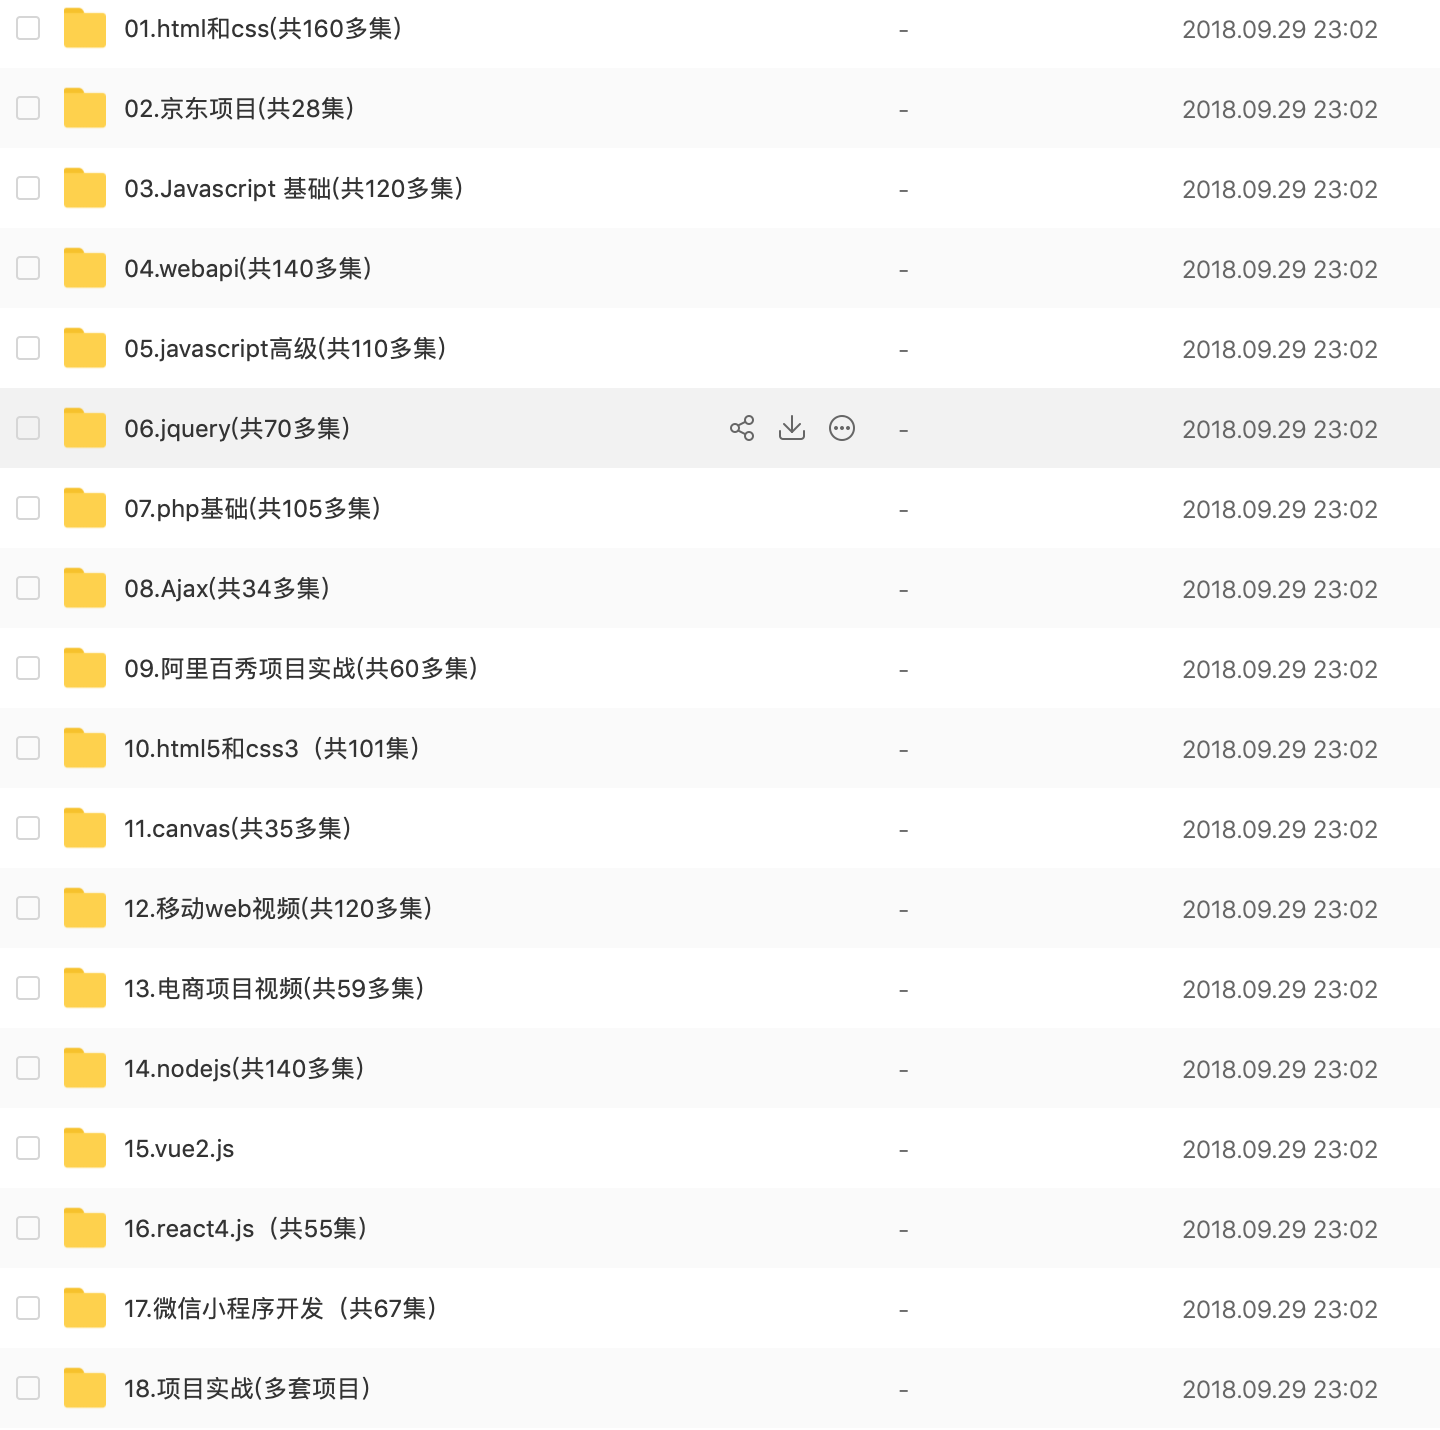 01.html和css(共160多集) - 2018.09.29 23:02
02.京东项目(共28集) - 2018.09.29 23:02
03.Javascript 基础(共120多集) - 2018.09.29 23:02
04.webapi(共140多集) - 2018.09.29 23:02
05.javascript高级(共110多集) - 2018.09.29 23:02
06.jquery(共70多集) - 2018.09.29 23:02
07.php基础(共105多集) - 2018.09.29 23:02
08.Ajax(共34多集) - 2018.09.29 23:02
09.阿里百秀项目实战(共60多集) - 2018.09.29 23:02
10.html5和css3（共101集） - 2018.09.29 23:02
11.canvas(共35多集) - 2018.09.29 23:02
12.移动web视频(共120多集) - 2018.09.29 23:02
13.电商项目视频(共59多集) - 2018.09.29 23:02
14.nodejs(共140多集) - 2018.09.29 23:02
15.vue2.js - 2018.09.29 23:02
16.react4.js（共55集） - 2018.09.29 23:02
17.微信小程序开发（共67集） - 2018.09.29 23:02
18.项目实战(多套项目) - 2018.09.29 23:02